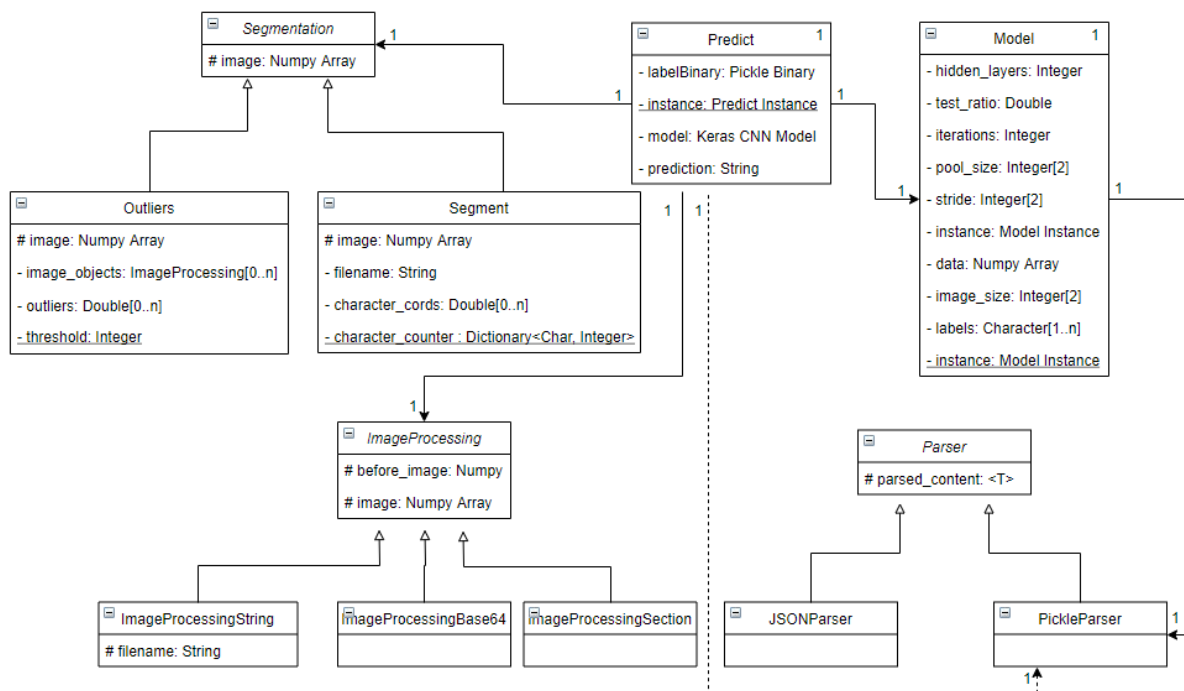 Segmentation
# image: Numpy Array
1
1
Predict
1
- labelBinary: Pickle Binary
- instance: Predict Instance
- model: Keras CNN Model
- prediction: String
1
1
Model
1
- hidden_layers: Integer
- test_ratio: Double
- iterations: Integer
- pool_size: Integer[2]
- stride: Integer[2]
- instance: Model Instance
- data: Numpy Array
- image_size: Integer[2]
- labels: Character[1..n]
- instance: Model Instance
1
Outliers
# image: Numpy Array
- image_objects: ImageProcessing[0..n]
- outliers: Double[0..n]
- threshold: Integer
Segment
# image: Numpy Array
- filename: String
- character_cords: Double[0..n]
- character_counter : Dictionary<Char, Integer>
1
1
1
ImageProcessing
# before_image: Numpy
# image: Numpy Array
Parser
# parsed_content: <T>
ImageProcessingString
# filename: String
ImageProcessingBase64
ImageProcessingSection
JSONParser
PickleParser
1
1